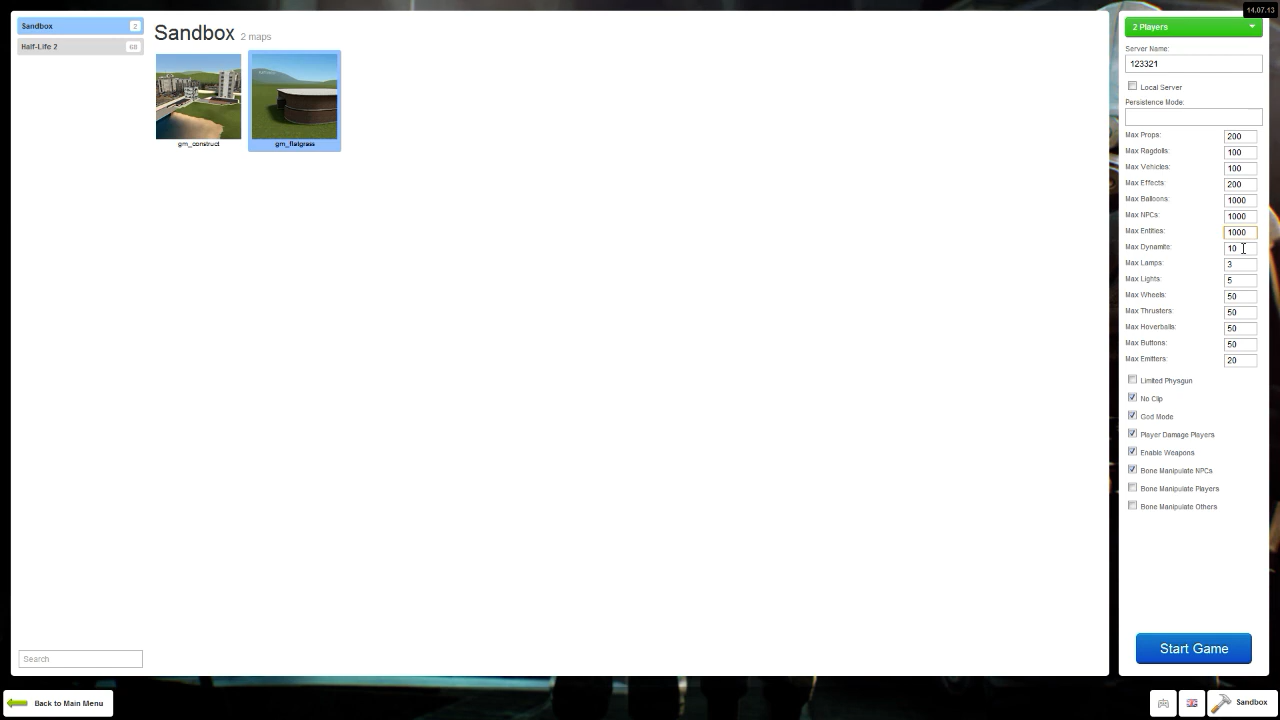 14.07.13
Sandbox 2
Half-Life 2 68
Sandbox 2 maps
gm_construct
gm_flatgrass
Search
Back to Main Menu
2 Players
Server Name:
123321
Local Server
Persistence Mode:
Max Props: 200
Max Ragdolls: 100
Max Vehicles: 100
Max Effects: 200
Max Balloons: 1000
Max NPCs: 1000
Max Entities: 1000
Max Dynamite: 10
Max Lamps: 3
Max Lights: 5
Max Wheels: 50
Max Thrusters: 50
Max Hoverballs: 50
Max Buttons: 50
Max Emitters: 20
Limited Physgun
No Clip
God Mode
Player Damage Players
Enable Weapons
Bone Manipulate NPCs
Bone Manipulate Players
Bone Manipulate Others
Start Game
Sandbox